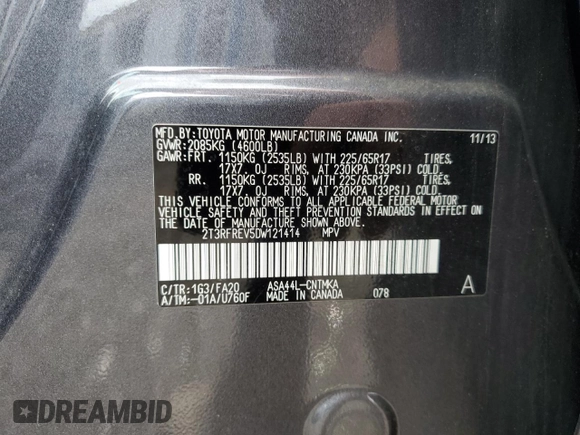 MFD.BY:TOYOTA MOTOR MANUFACTURING CANADA INC. 11/13
GVWR: 2085KG (4600LB)
GAWR:FRT. 1150KG (2535LB) WITH 225/65R17 TIRES,
17X7. 0J RIMS, AT 230KPA (33PSI) COLD.
RR. 1150KG (2535LB) WITH 225/65R17 TIRES,
17X7. 0J RIMS, AT 230KPA (33PSI) COLD.
THIS VEHICLE CONFORMS TO ALL APPLICABLE FEDERAL MOTOR
VEHICLE SAFETY AND BUMPER STANDARDS IN EFFECT ON
THE DATE OF MANUFACTURE SHOWN ABOVE.
2T3RFREV5DW121414 MPV
C/TR:1G3/FA20 ASA44L-CNTMKA
A/TM:-01A/U760F MADE IN CANADA 078 A
DREAMBID